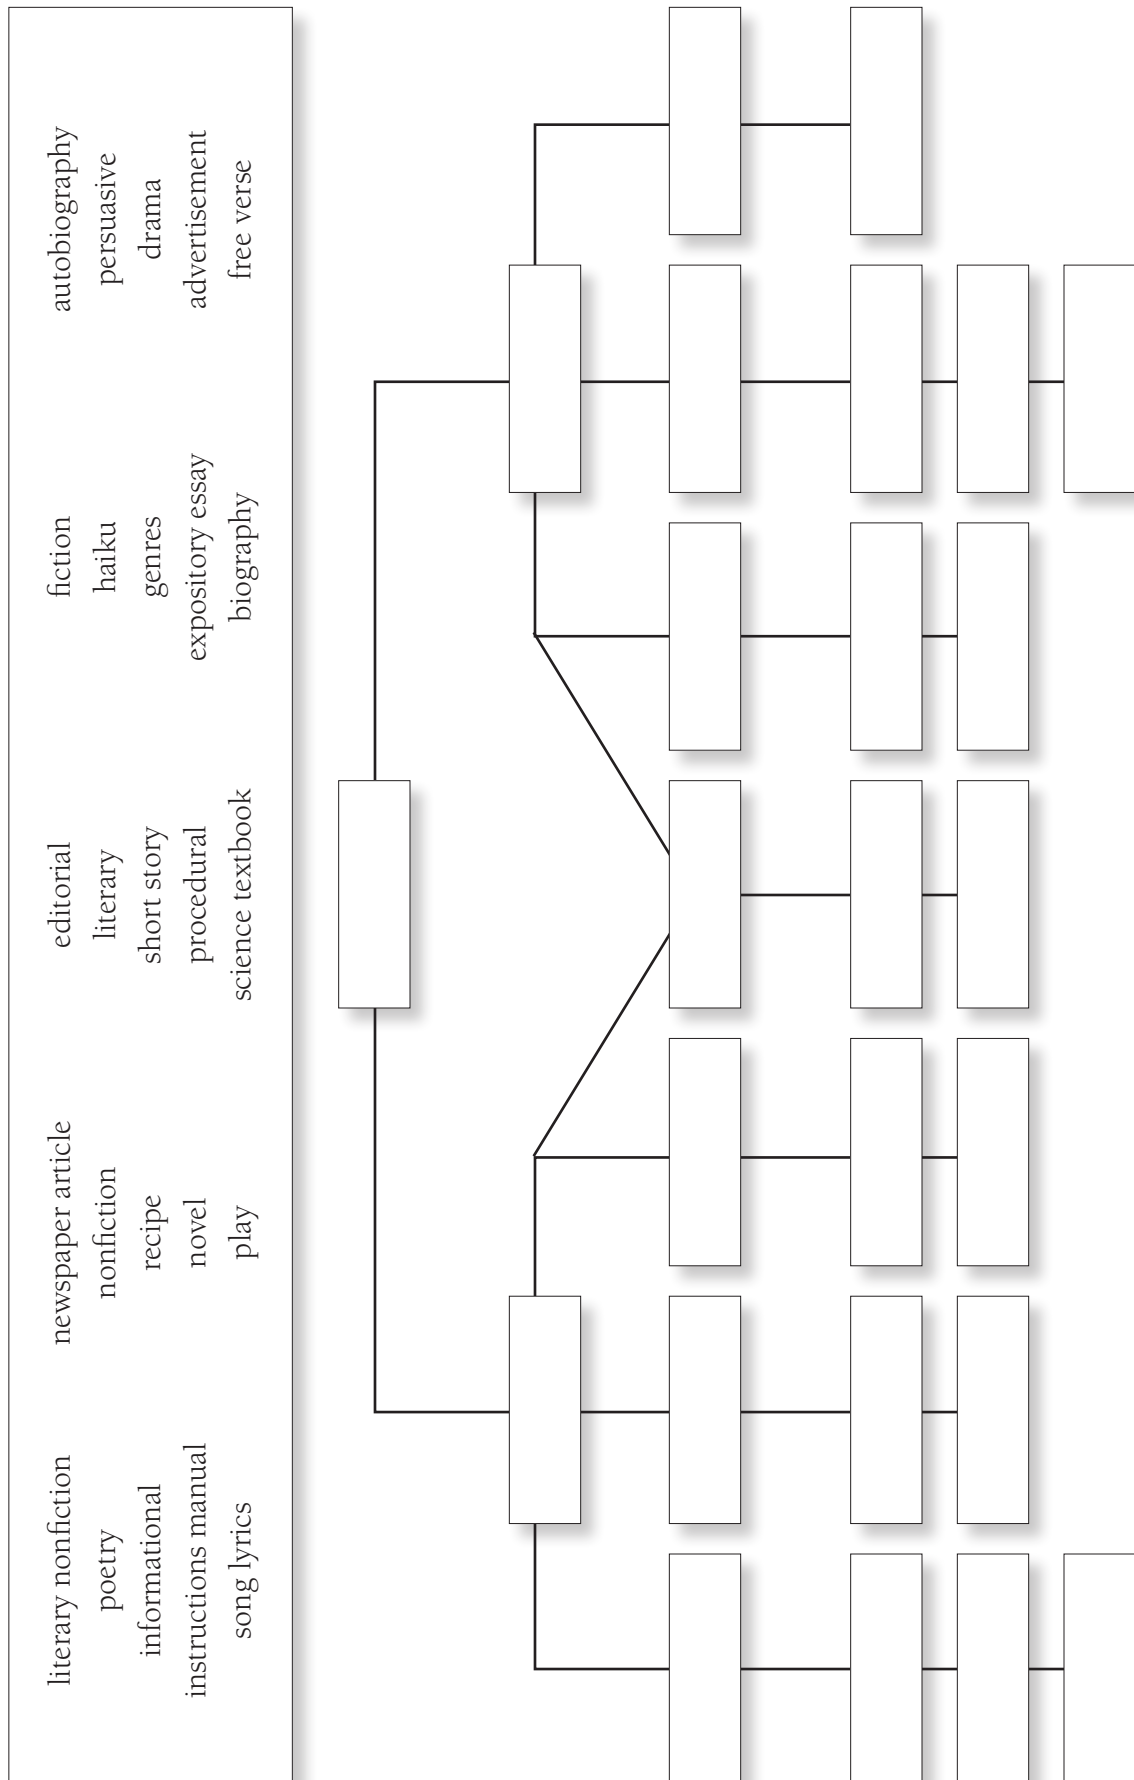 literary nonfiction newspaper article editorial fiction autobiography
poetry nonfiction literary haiku persuasive
informational recipe short story genres drama
instructions manual novel procedural expository essay advertisement
song lyrics play science textbook biography free verse